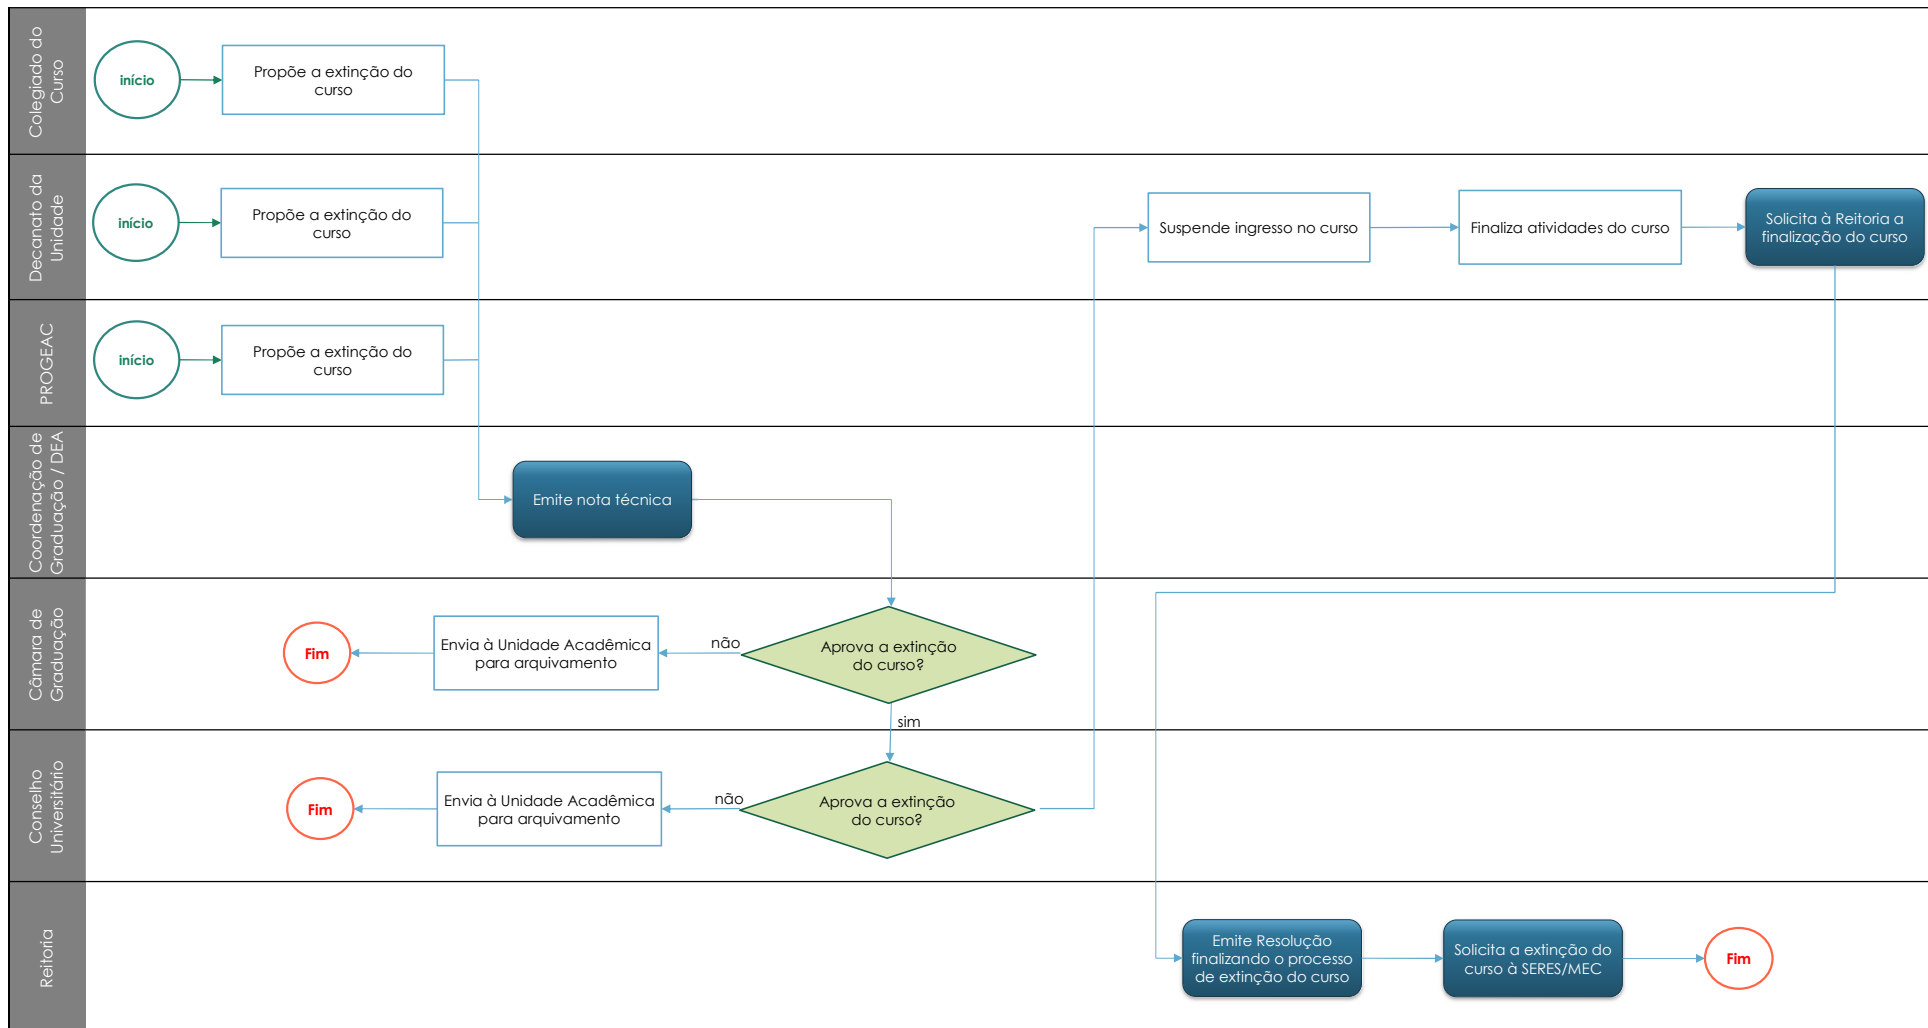 Colegiado do
Curso
início
Propõe a extinção do
curso
Decanato da
Unidade
início
Propõe a extinção do
curso
Suspende ingresso no curso
Finaliza atividades do curso
Solicita à Reitoria a
finalização do curso
PROGEAC
início
Propõe a extinção do
curso
Coordenação de
Graduação / DEA
Emite nota técnica
Câmara de
Graduação
Fim
Envia à Unidade Acadêmica
para arquivamento
não
Aprova a extinção
do curso?
sim
Conselho
Universitário
Fim
Envia à Unidade Acadêmica
para arquivamento
não
Aprova a extinção
do curso?
Reitoria
Emite Resolução
finalizando o processo
de extinção do curso
Solicita a extinção do
curso à SERES/MEC
Fim